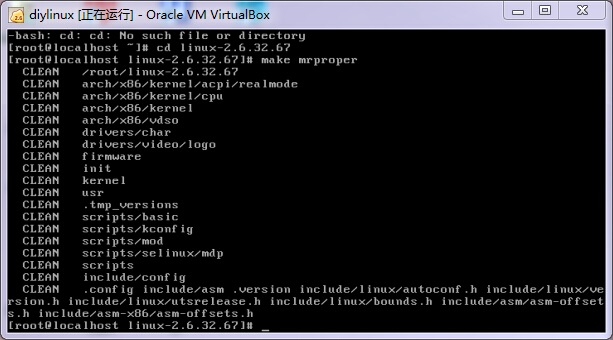 diylinux [正在运行] - Oracle VM VirtualBox
-bash: cd: cd: No such file or directory
[root@localhost ~]# cd linux-2.6.32.67
[root@localhost linux-2.6.32.67]# make mrproper
CLEAN /root/linux-2.6.32.67
CLEAN arch/x86/kernel/acpi/realmode
CLEAN arch/x86/kernel/cpu
CLEAN arch/x86/kernel
CLEAN arch/x86/vdso
CLEAN drivers/char
CLEAN drivers/video/logo
CLEAN firmware
CLEAN init
CLEAN kernel
CLEAN usr
CLEAN .tmp_versions
CLEAN scripts/basic
CLEAN scripts/kconfig
CLEAN scripts/mod
CLEAN scripts/selinux/mdp
CLEAN scripts
CLEAN include/config
CLEAN .config include/asm .version include/linux/autoconf.h include/linux/ve
rsion.h include/linux/utsrelease.h include/linux/bounds.h include/asm/asm-offset
s.h include/asm-x86/asm-offsets.h
[root@localhost linux-2.6.32.67]# _